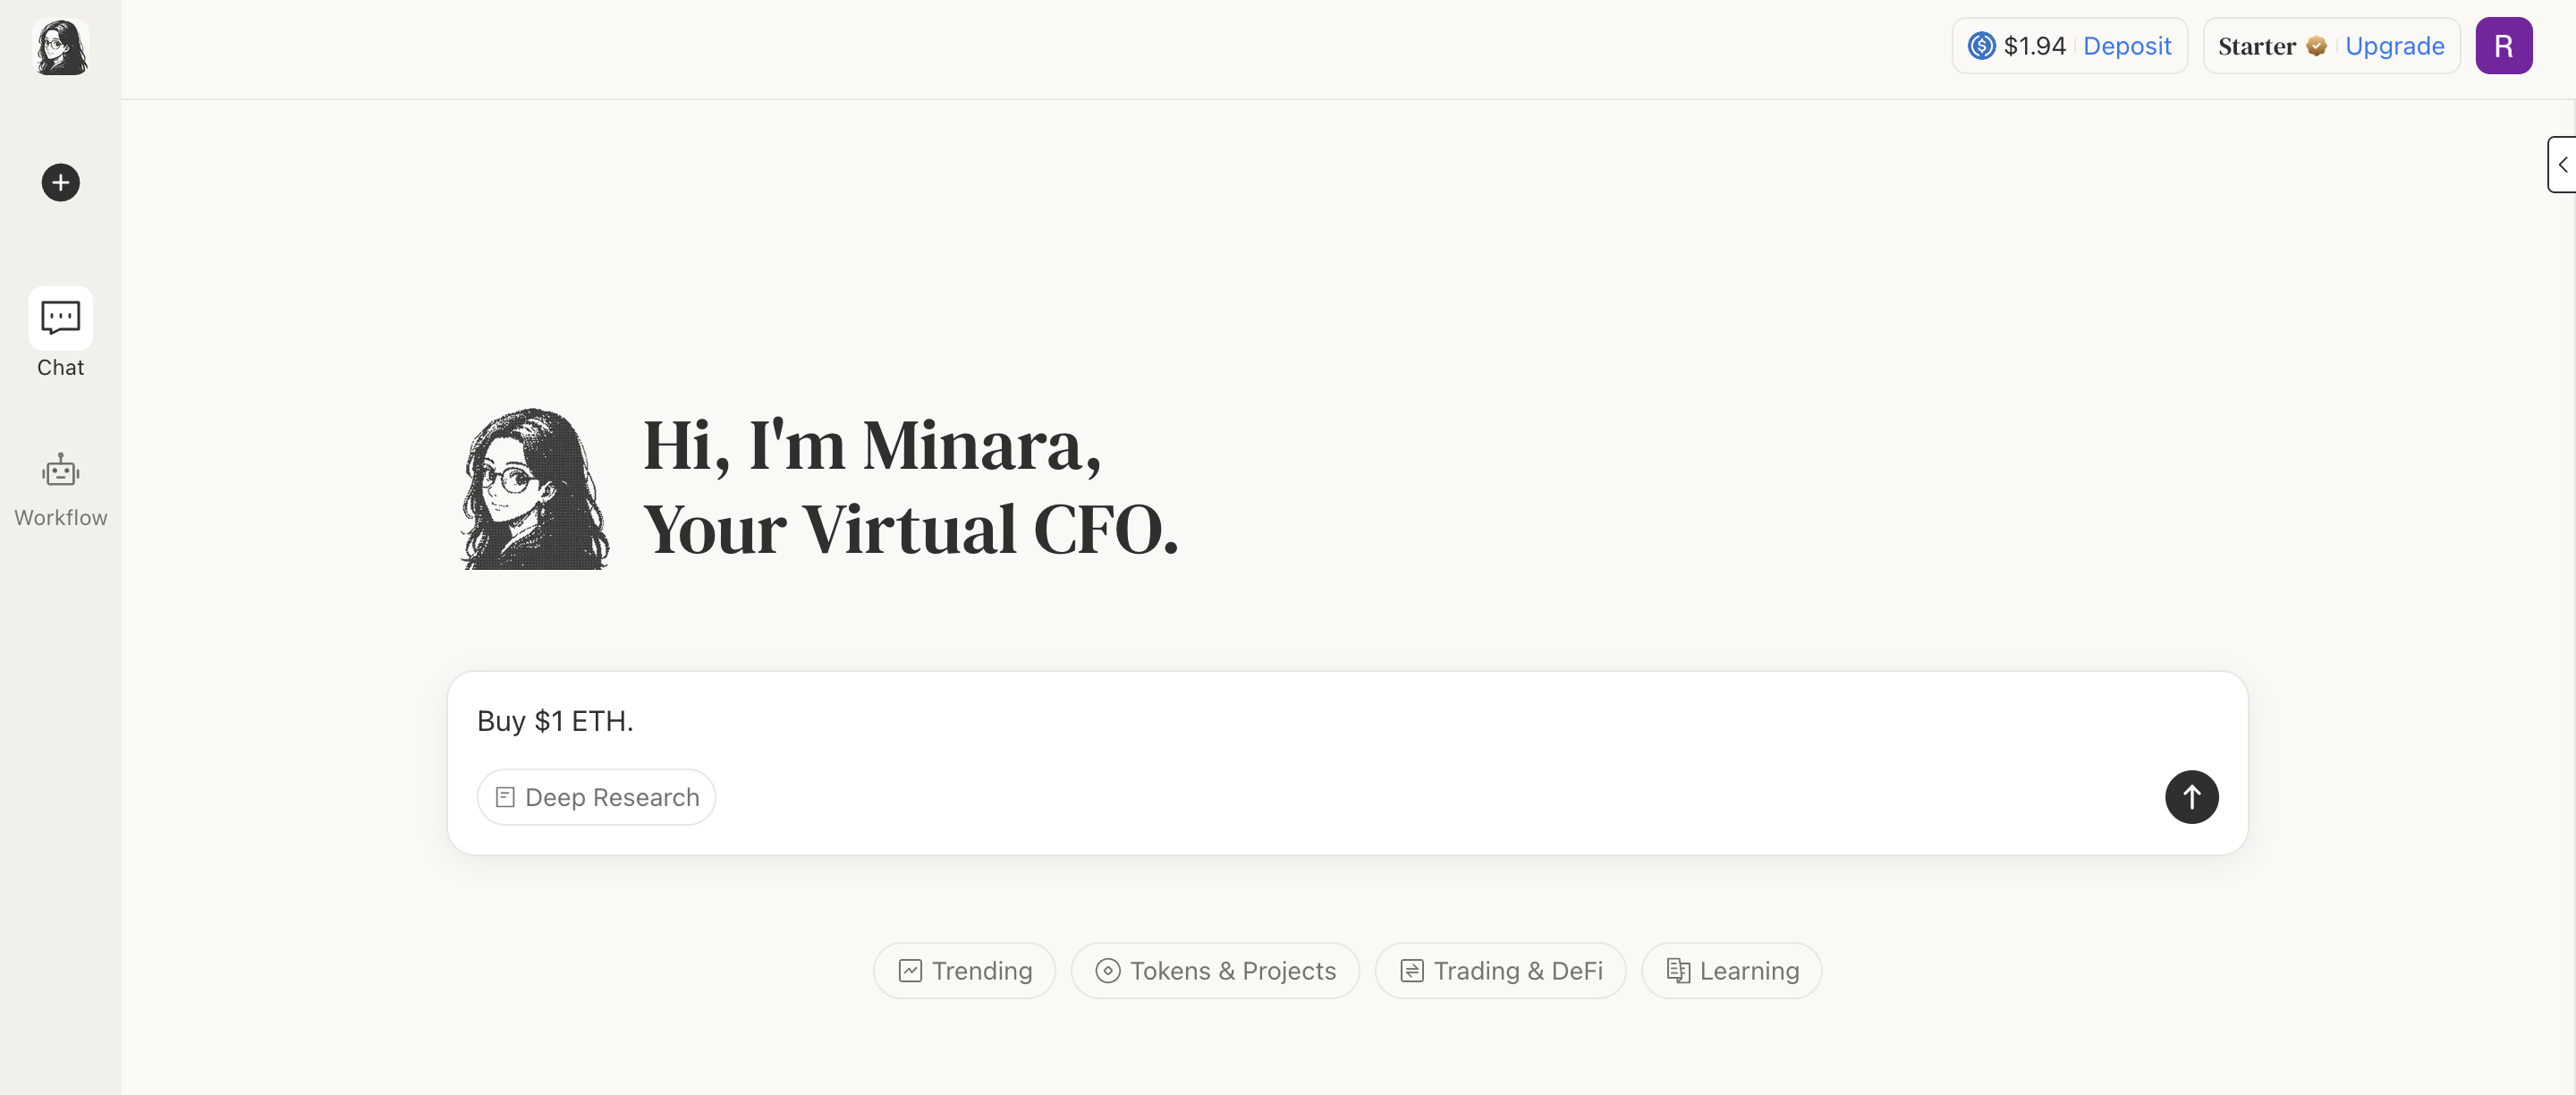 $1.94 Deposit
Starter Upgrade
R
Chat
Workflow
Hi, I'm Minara,
Your Virtual CFO.
Buy $1 ETH.
Deep Research
Trending
Tokens & Projects
Trading & DeFi
Learning